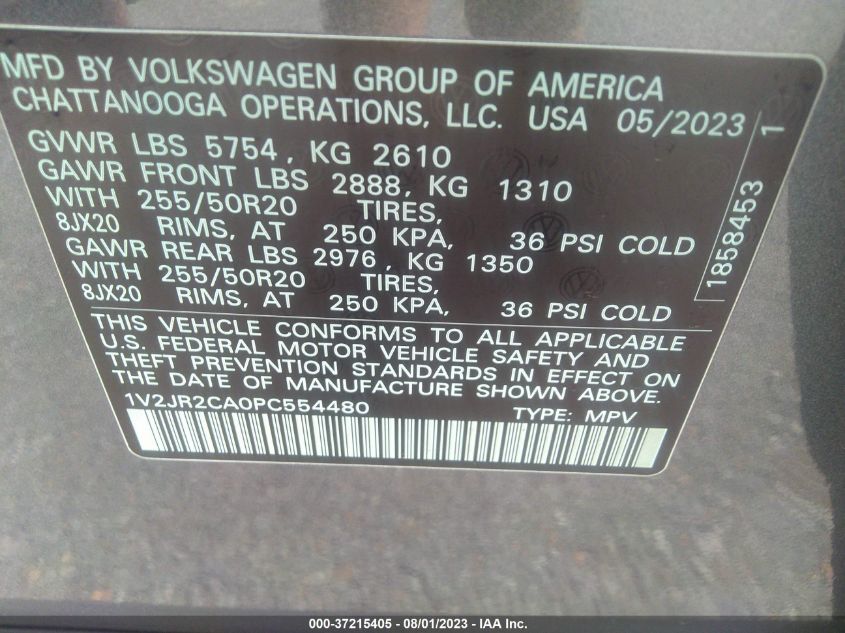 MFD BY VOLKSWAGEN GROUP OF AMERICA
CHATTANOOGA OPERATIONS, LLC. USA 05/2023
GVWR LBS 5754, KG 2610
GAWR FRONT LBS 2888, KG 1310
WITH 255/50R20 TIRES,
8JX20 RIMS, AT 250 KPA, 36 PSI COLD
GAWR REAR LBS 2976, KG 1350
WITH 255/50R20 TIRES,
8JX20 RIMS, AT 250 KPA, 36 PSI COLD
THIS VEHICLE CONFORMS TO ALL APPLICABLE
U.S. FEDERAL MOTOR VEHICLE SAFETY AND
THEFT PREVENTION STANDARDS IN EFFECT ON
THE DATE OF MANUFACTURE SHOWN ABOVE.
1V2JR2CA0PC554480 TYPE: MPV
1858453 1
000-37215405 - 08/01/2023 - IAA Inc.